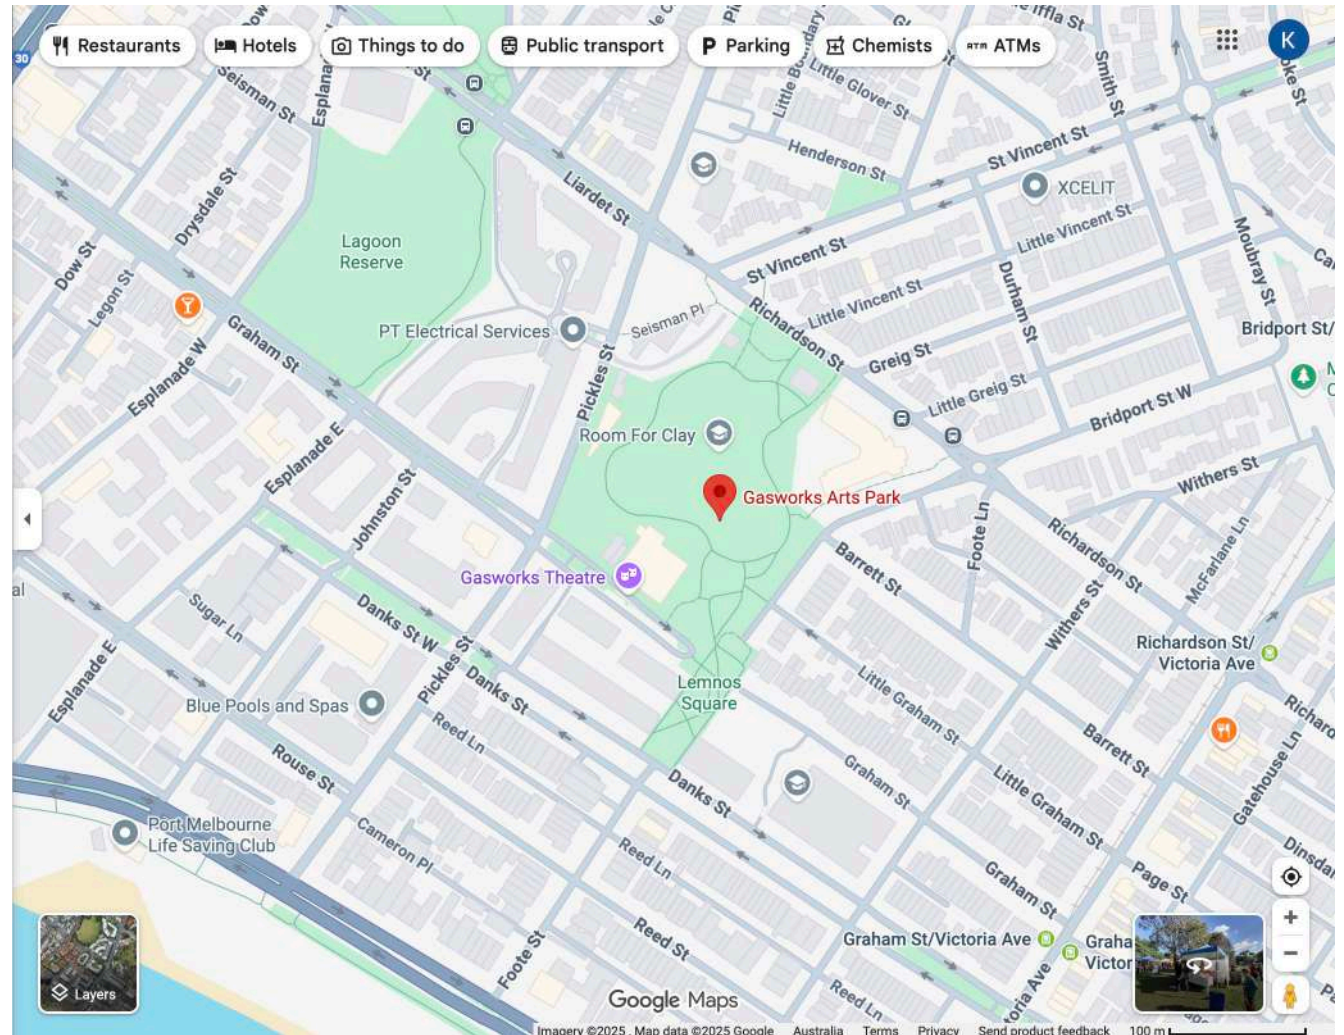 Restaurants
Hotels
Things to do
Public transport
Parking
Chemists
ATM ATMs
K
30
Iffla St
Smith St
Seisman St
Little Glover St
Henderson St
St Vincent St
Liardet St
XCELIT
Drysdale St
Lagoon
Reserve
Little Vincent St
Moubray St
St Vincent St
Dow St
Legon St
Durham St
Little Vincent St
PT Electrical Services
Seisman Pl
Richardson St
Bridport St/
Graham St
Greig St
Esplanade W
Little Greig St
Pickles St
Bridport St W
Room For Clay
Esplanade E
Withers St
Gasworks Arts Park
Johnston St
Foote Ln
Richardson St
McFarlane Ln
Barrett St
Gasworks Theatre
Sugar Ln
Danks St W
Withers St
Richardson St/
Victoria Ave
Esplanade E
Pickles St
Lemnos
Square
Little Graham St
Danks St
Blue Pools and Spas
Reed Ln
Barrett St
Rouse St
Graham St
Gatehouse Ln
Danks St
Little Graham St
Port Melbourne
Life Saving Club
Cameron Pl
Reed Ln
Page St
Graham St
Reed St
Graham St/Victoria Ave
Foote St
Layers
Google Maps
Reed Ln
Imagery ©2025 , Map data ©2025 Google Australia Terms Privacy Send product feedback 100 m